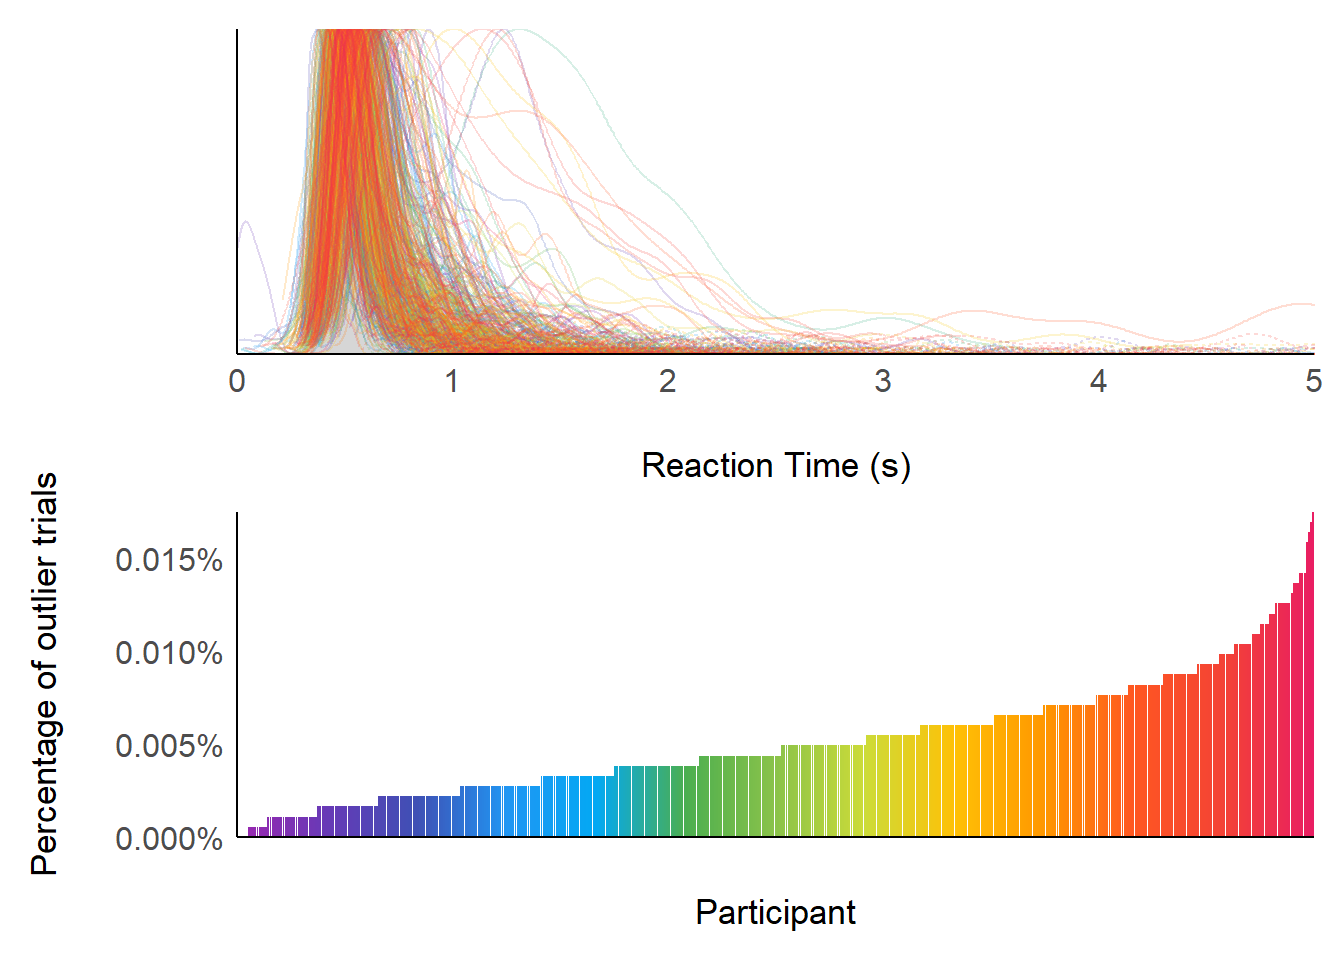 0 1 2 3 4 5
Reaction Time (s)
Percentage of outlier trials
0.015%
0.010%
0.005%
0.000%
Participant